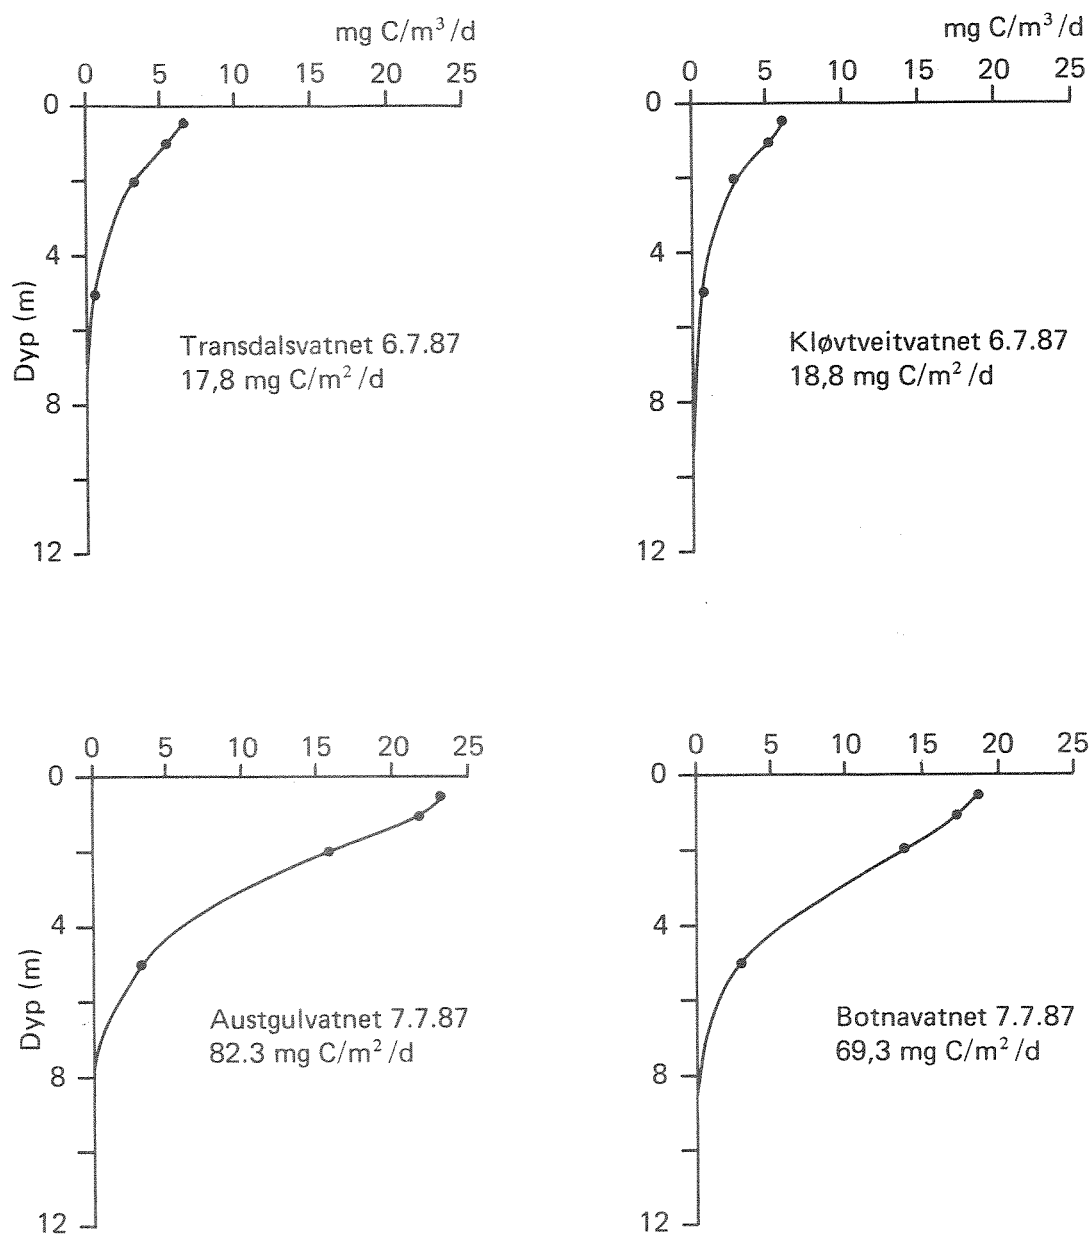 mg C/m³/d
0 5 10 15 20 25
0
4
8
12
Dyp (m)
Transdalsvatnet 6.7.87
17,8 mg C/m²/d
mg C/m³/d
0 5 10 15 20 25
0
4
8
12
Kløvtveitvatnet 6.7.87
18,8 mg C/m²/d
0 5 10 15 20 25
0
4
8
12
Dyp (m)
Austgulvatnet 7.7.87
82.3 mg C/m²/d
0 5 10 15 20 25
0
4
8
12
Botnavatnet 7.7.87
69,3 mg C/m²/d